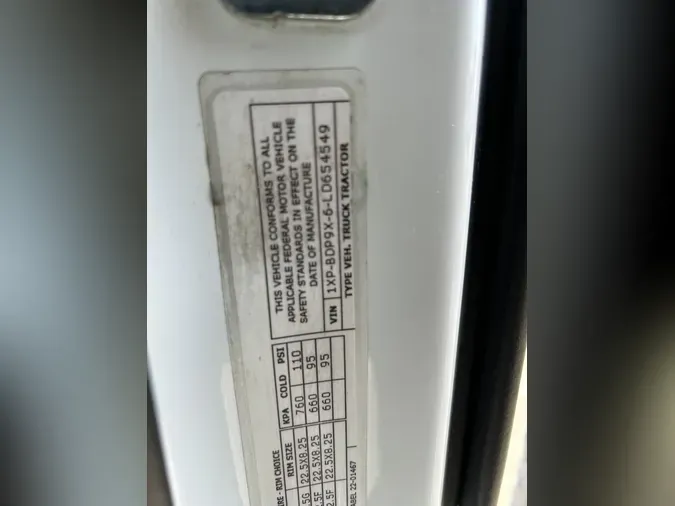 THIS VEHICLE CONFORMS TO ALL
APPLICABLE FEDERAL MOTOR VEHICLE
SAFETY STANDARDS IN EFFECT ON THE
DATE OF MANUFACTURE
VIN 1XP-BDP9X-6-LD654549
TYPE VEH. TRUCK TRACTOR
- RIM CHOICE
RIM SIZE KPA COLD PSI
22.5X8.25 760 110
22.5X8.25 660 95
22.5X8.25 660 95
22-01467